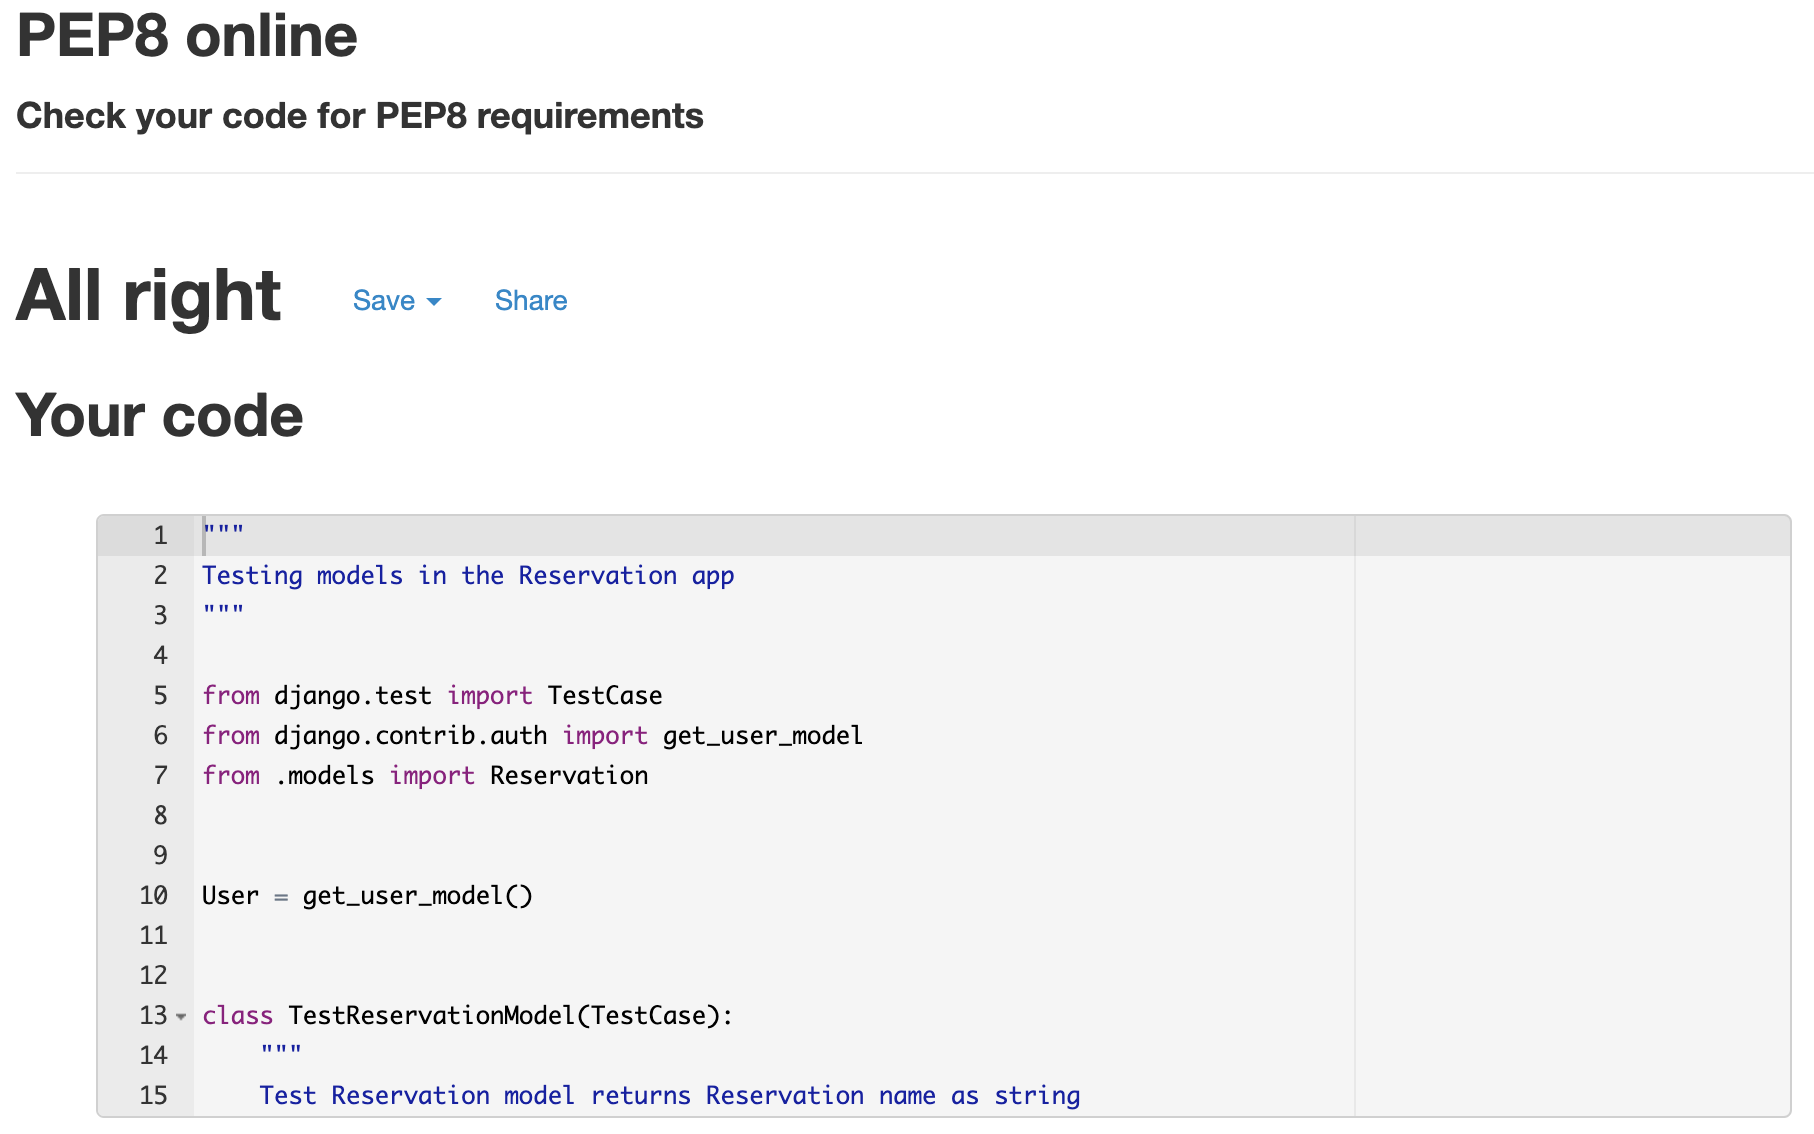 PEP8 online
Check your code for PEP8 requirements
All right Save Share
Your code
1 """
2 Testing models in the Reservation app
3 """
4
5 from django.test import TestCase
6 from django.contrib.auth import get_user_model
7 from .models import Reservation
8
9
10 User = get_user_model()
11
12
13 class TestReservationModel(TestCase):
14     """
15     Test Reservation model returns Reservation name as string